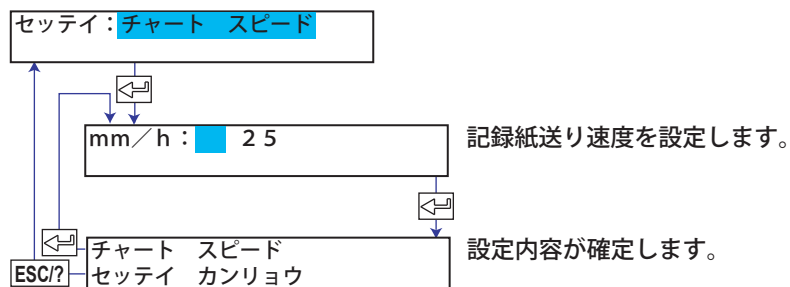 セッテイ：チャート　スピード
mm／h：　２５
記録紙送り速度を設定します。
チャート　スピード
セッテイ　カンリョウ
設定内容が確定します。
ESC/?